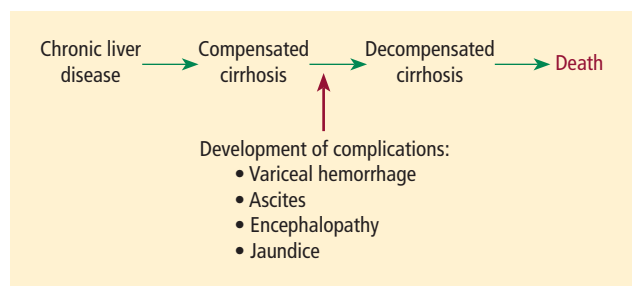 Chronic liver
disease
Compensated
cirrhosis
Decompensated
cirrhosis
Death
Development of complications:
• Variceal hemorrhage
• Ascites
• Encephalopathy
• Jaundice